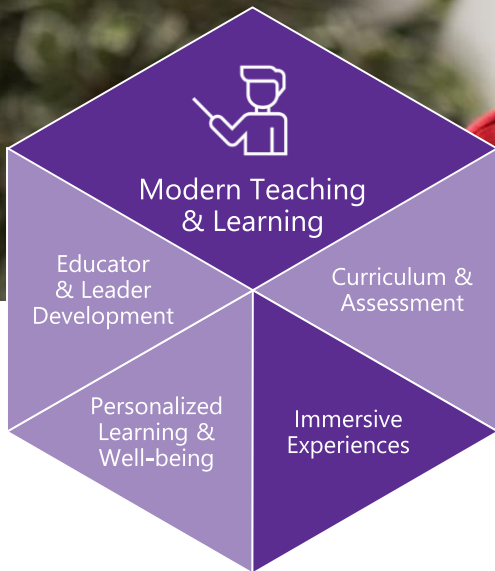 Modern Teaching
& Learning
Educator
& Leader
Development
Curriculum &
Assessment
Personalized
Learning &
Well-being
Immersive
Experiences